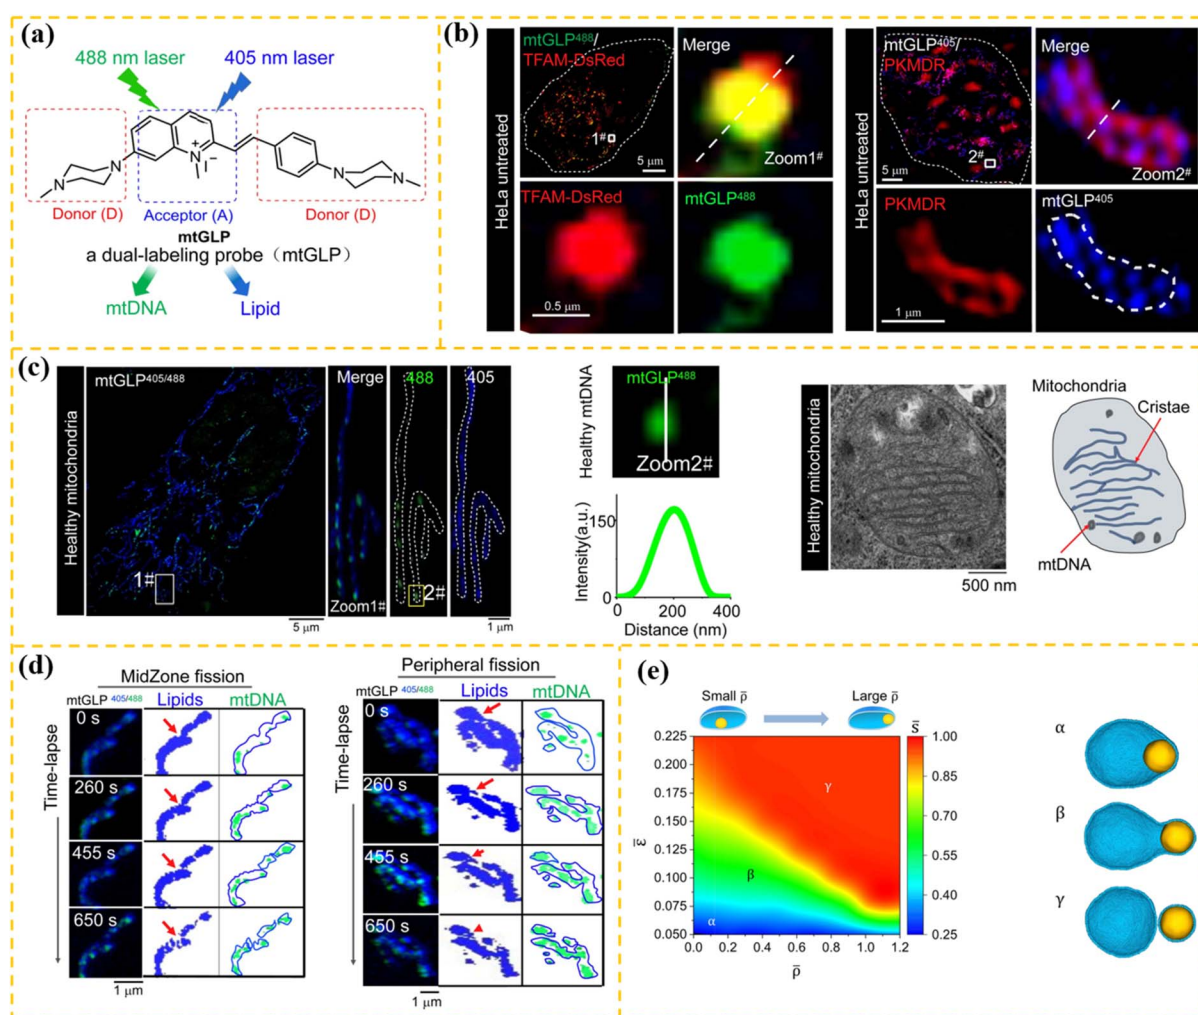 (a)
488 nm laser
405 nm laser
N
N
N
+
−
N
N
Donor (D)
Acceptor (A)
Donor (D)
mtGLP
a dual-labeling probe（mtGLP）
mtDNA
Lipid
(b)
HeLa untreated
mtGLP⁴⁸⁸/
TFAM-DsRed
1#
5 μm
Merge
Zoom1#
TFAM-DsRed
0.5 μm
mtGLP⁴⁸⁸
HeLa untreated
mtGLP⁴⁰⁵/
PKMDR
2#
5 μm
Merge
Zoom2#
PKMDR
1 μm
mtGLP⁴⁰⁵
(c)
Healthy mitochondria
mtGLP⁴⁰⁵/⁴⁸⁸
1#
5 μm
Merge
Zoom1#
488
2#
405
1 μm
Healthy mtDNA
mtGLP⁴⁸⁸
Zoom2#
Intensity(a.u.)
150
0
0
200
400
Distance (nm)
Healthy mitochondria
500 nm
Mitochondria
Cristae
mtDNA
(d)
MidZone fission
mtGLP 405/488
Lipids
mtDNA
Time-lapse
0 s
260 s
455 s
650 s
1 μm
Peripheral fission
mtGLP 405/488
Lipids
mtDNA
Time-lapse
0 s
260 s
455 s
650 s
1 μm
(e)
Small ρ̅
Large ρ̅
s̅
0.225
0.200
0.175
0.150
0.125
0.100
0.075
0.050
ε̅
γ
β
α
0.0 0.2 0.4 0.6 0.8 1.0 1.2
ρ̅
1.00
0.85
0.75
0.65
0.55
0.40
0.25
α
β
γ